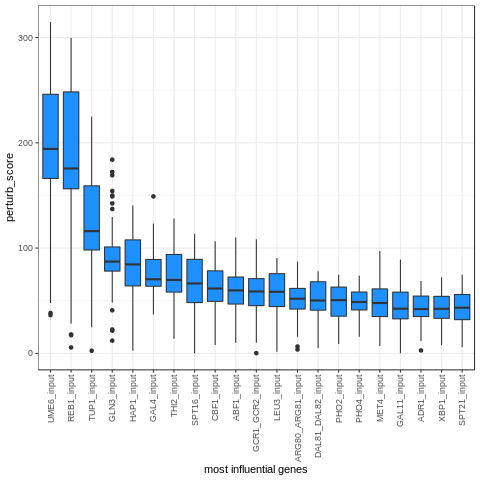 300
200
100
0
perturb_score
UME6_input
REB1_input
TUP1_input
GLN3_input
HAP1_input
GAL4_input
THI2_input
SPT16_input
CBF1_input
ABF1_input
GCR1_GCR2_input
LEU3_input
ARG80_ARG81_input
DAL81_DAL82_input
PHO2_input
PHO4_input
MET4_input
GAL11_input
ADR1_input
XBP1_input
SPT21_input
most influential genes